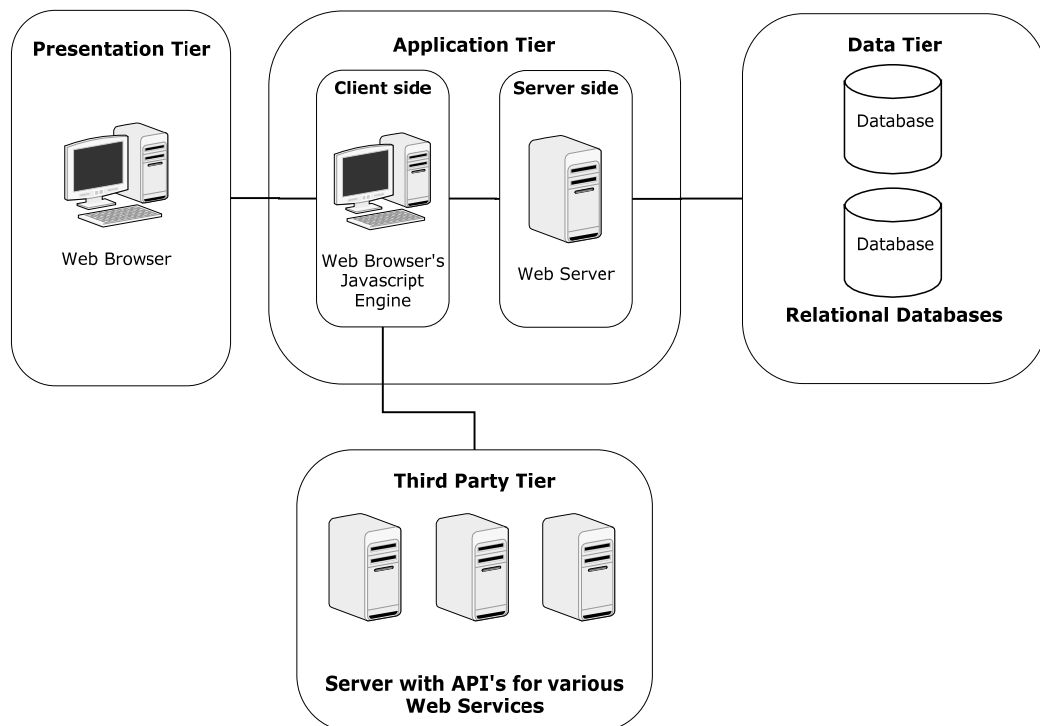 Presentation Tier
Web Browser
Application Tier
Client side
Web Browser's
Javascript
Engine
Server side
Web Server
Data Tier
Database
Database
Relational Databases
Third Party Tier
Server with API's for various
Web Services